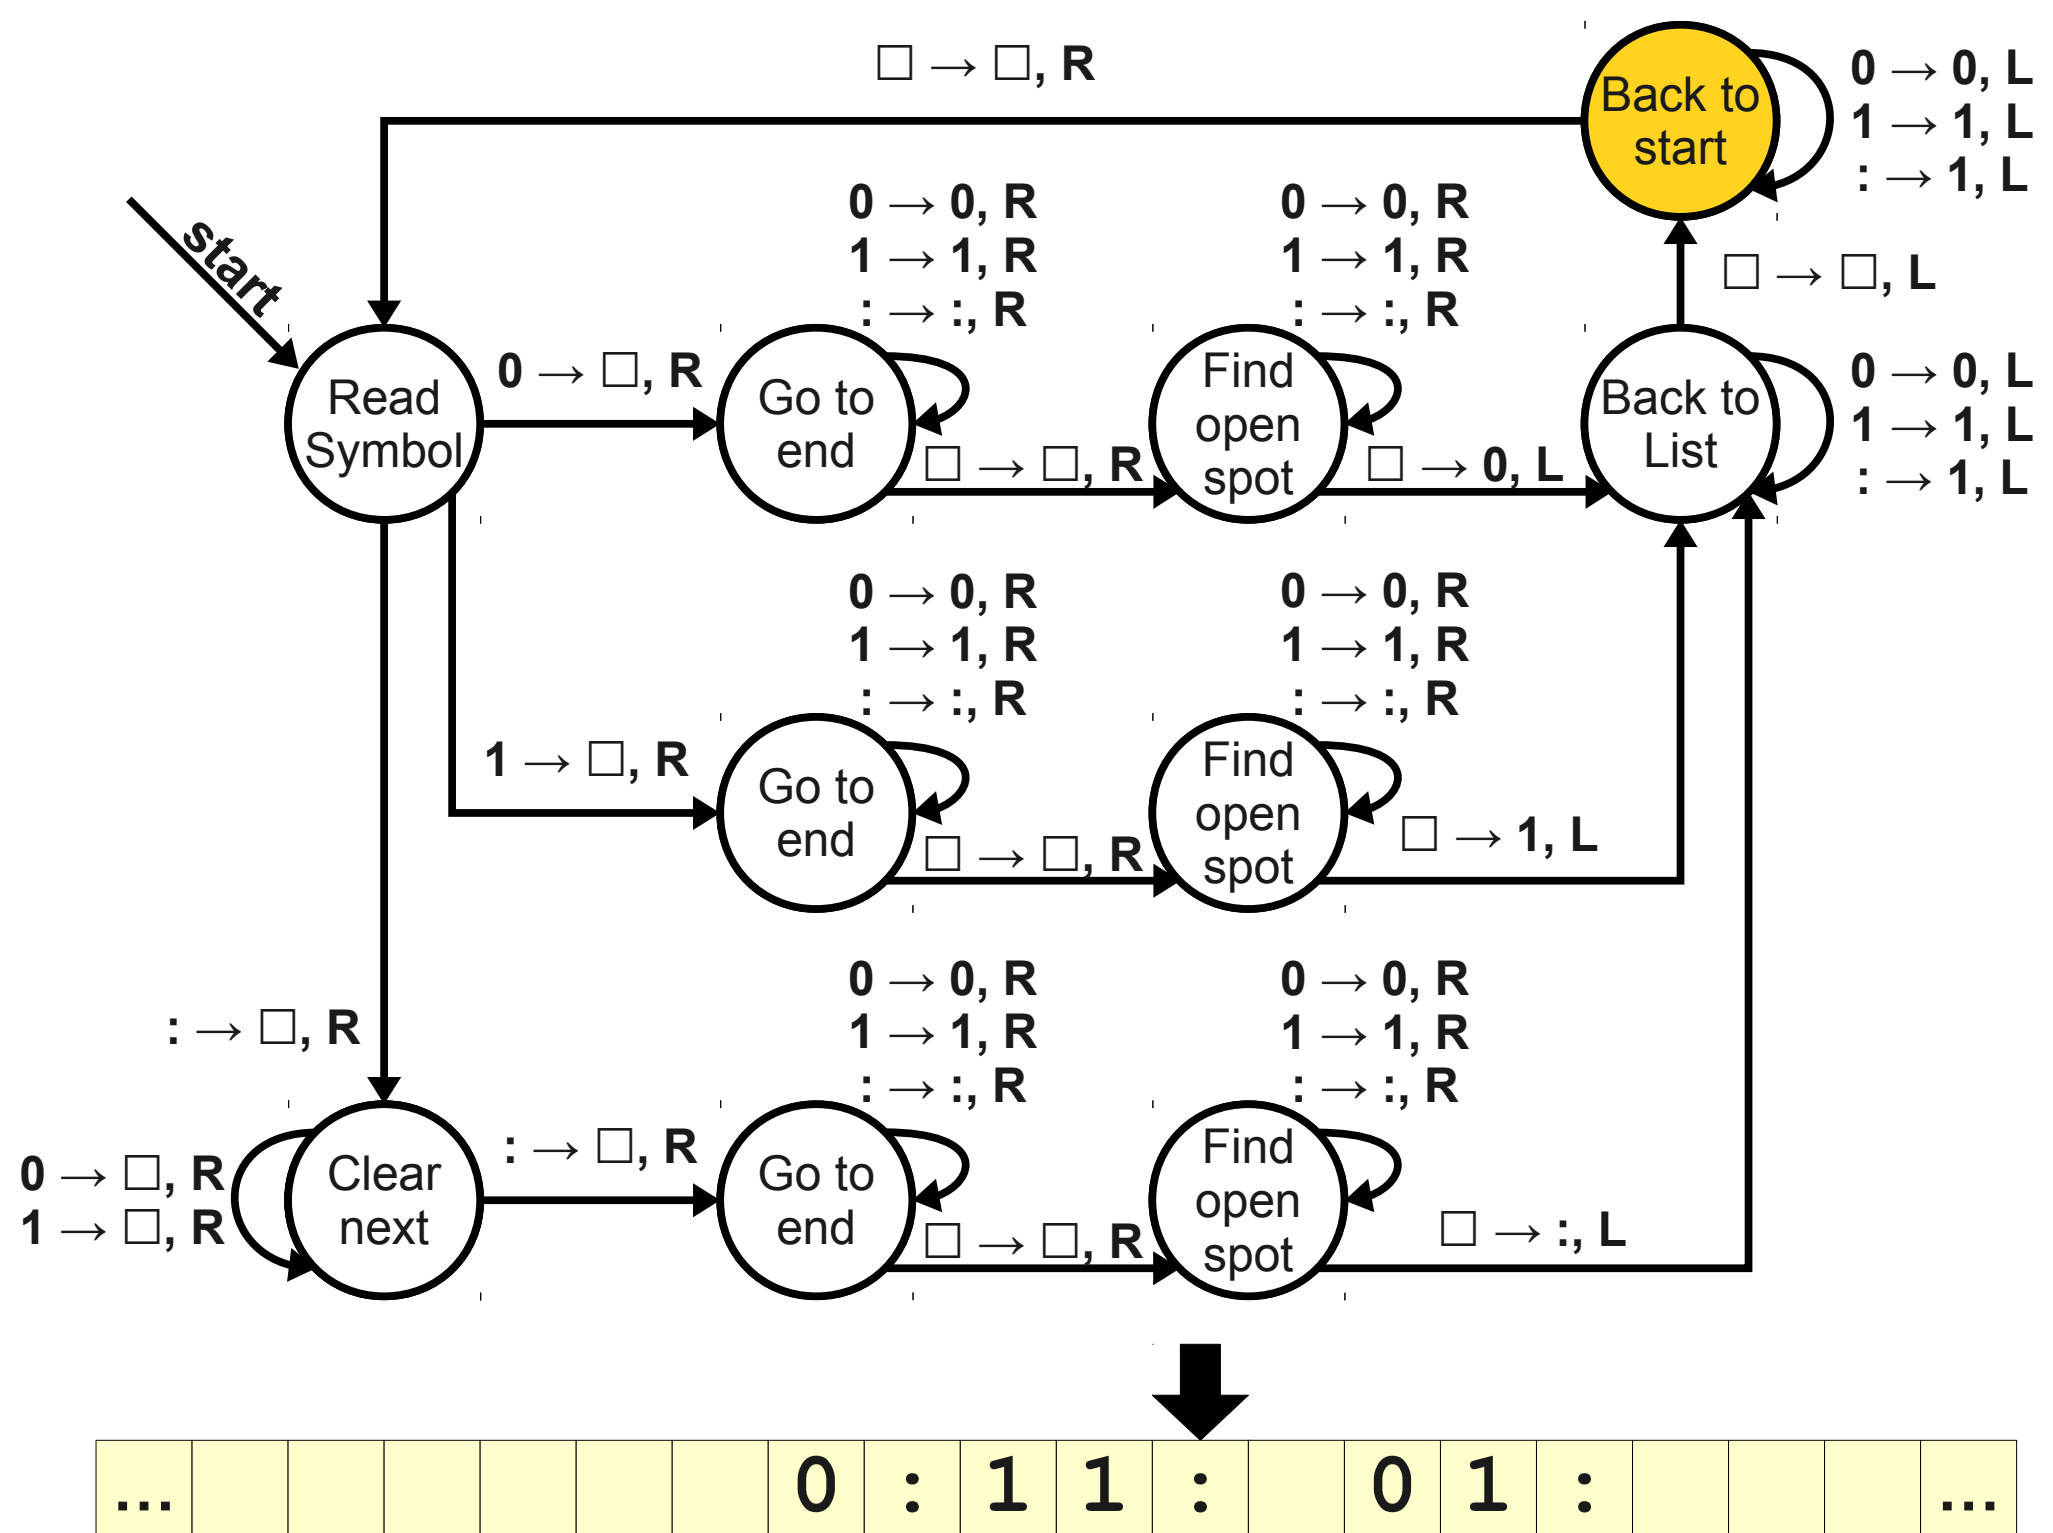 □ → □, R
Back to
start
0 → 0, L
1 → 1, L
: → 1, L
start
0 → 0, R
1 → 1, R
: → :, R
0 → 0, R
1 → 1, R
: → :, R
□ → □, L
Read
Symbol
0 → □, R
Go to
end
□ → □, R
Find
open
spot
□ → 0, L
Back to
List
0 → 0, L
1 → 1, L
: → 1, L
0 → 0, R
1 → 1, R
: → :, R
0 → 0, R
1 → 1, R
: → :, R
1 → □, R
Go to
end
□ → □, R
Find
open
spot
□ → 1, L
0 → 0, R
1 → 1, R
: → :, R
0 → 0, R
1 → 1, R
: → :, R
: → □, R
0 → □, R
1 → □, R
Clear
next
: → □, R
Go to
end
□ → □, R
Find
open
spot
□ → :, L
... 0 : 1 1 : 0 1 : ...